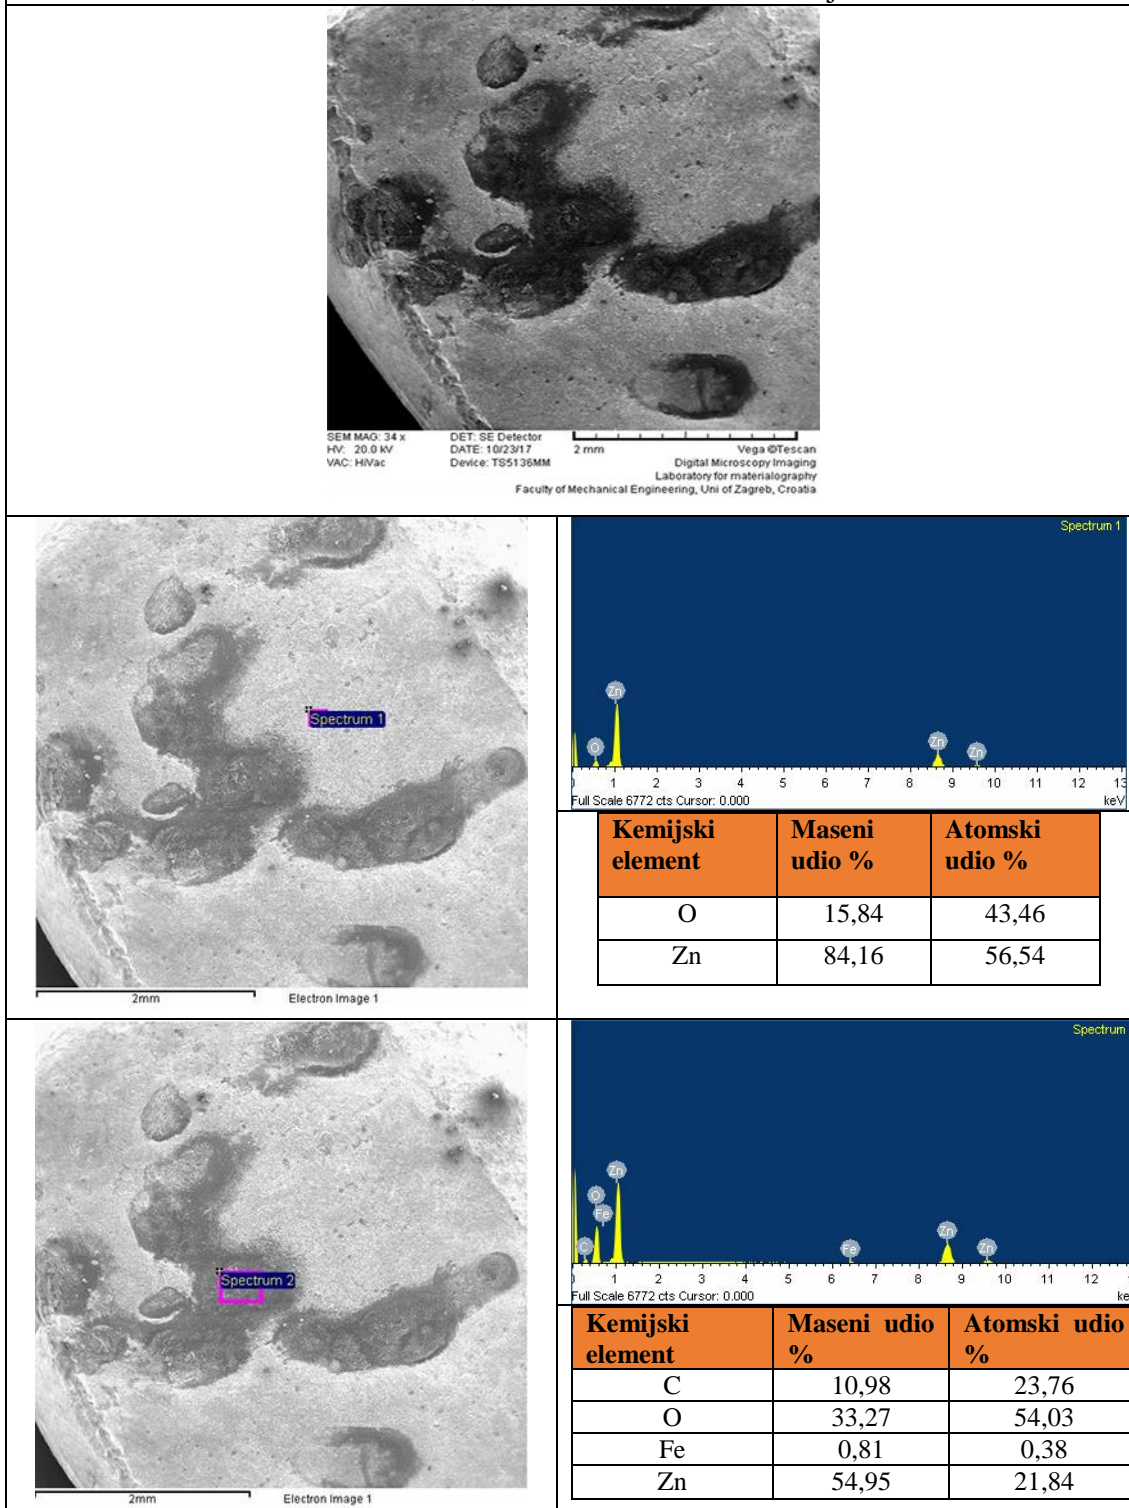 SEM MAG: 34 x DET: SE Detector
HV: 20.0 kV DATE: 10/23/17 2 mm Vega ©Tescan
VAC: HiVac Device: TS5136MM Digital Microscopy Imaging
Laboratory for materialography
Faculty of Mechanical Engineering, Uni of Zagreb, Croatia
Spectrum 1
2mm Electron Image 1
Spectrum 1
O Zn Zn Zn
1 2 3 4 5 6 7 8 9 10 11 12 13
Full Scale 6772 cts Cursor: 0.000 keV
Kemijski element Maseni udio % Atomski udio %
O 15,84 43,46
Zn 84,16 56,54
Spectrum 2
2mm Electron Image 1
Spectrum
C O Fe Zn Fe Zn Zn
1 2 3 4 5 6 7 8 9 10 11 12
Full Scale 6772 cts Cursor: 0.000 ke
Kemijski element Maseni udio % Atomski udio %
C 10,98 23,76
O 33,27 54,03
Fe 0,81 0,38
Zn 54,95 21,84